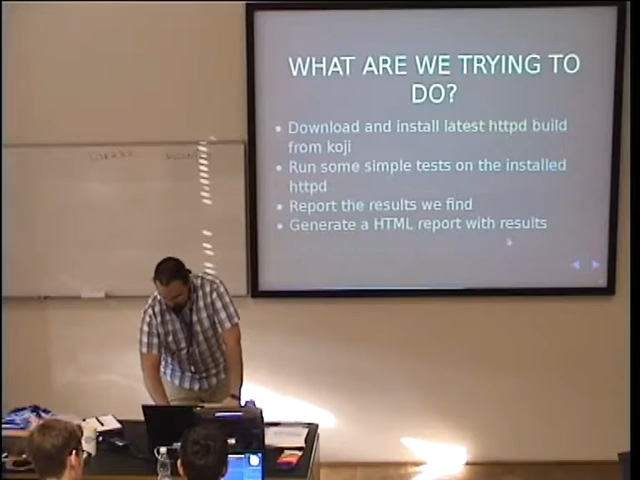 WHAT ARE WE TRYING TO
DO?
Download and install latest httpd build
from koji
Run some simple tests on the installed
httpd
Report the results we find
Generate a HTML report with results